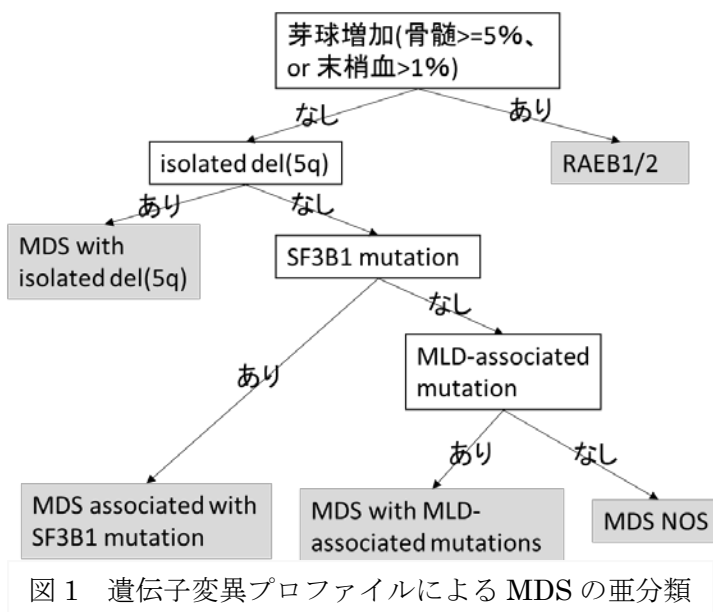 芽球増加(骨髄>=5%、
or 末梢血>1%)
なし
あり
isolated del(5q)
RAEB1/2
あり
なし
MDS with
isolated del(5q)
SF3B1 mutation
なし
MLD-associated
mutation
あり
あり
なし
MDS associated with
SF3B1 mutation
MDS with MLD-
associated mutations
MDS NOS
図 1 遺伝子変異プロファイルによる MDS の亜分類